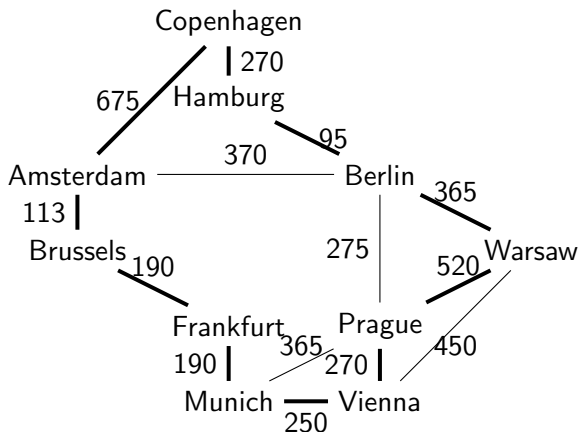 Copenhagen
270
675
Hamburg
95
370
Amsterdam
Berlin
365
113
Brussels
190
275
520
Warsaw
Frankfurt
Prague
365
450
190
270
Munich
Vienna
250